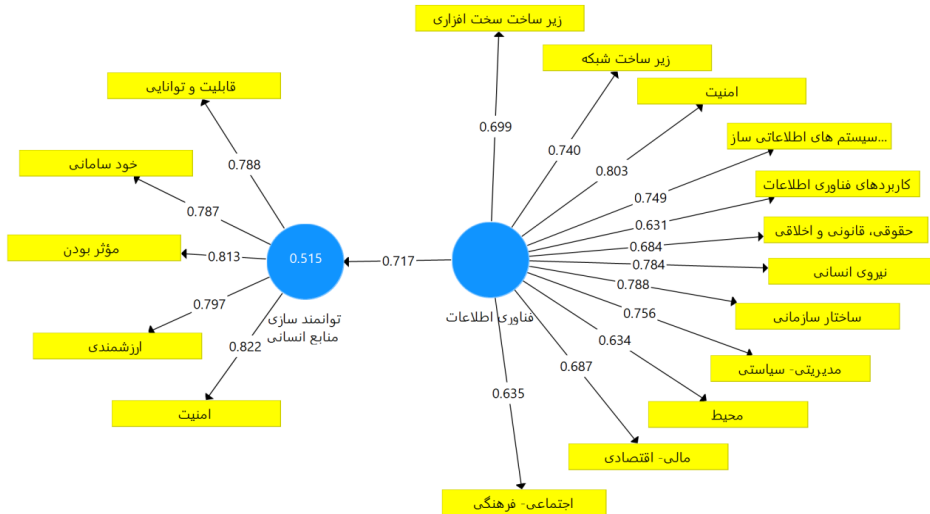 زیر ساخت سخت افزاری
زیر ساخت شبکه
امنیت
سیستم های اطلاعاتی ساز...
کاربردهای فناوری اطلاعات
حقوقی، قانونی و اخلاقی
نیروی انسانی
ساختار سازمانی
مدیریتی- سیاستی
محیط
مالی- اقتصادی
اجتماعی- فرهنگی
0.699
0.740
0.803
0.749
0.631
0.684
0.784
0.788
0.756
0.634
0.687
0.635
فناوری اطلاعات
0.717
0.515
توانمند سازی
منابع انسانی
0.788
0.787
0.813
0.797
0.822
قابلیت و توانایی
خود سامانی
مؤثر بودن
ارزشمندی
امنیت